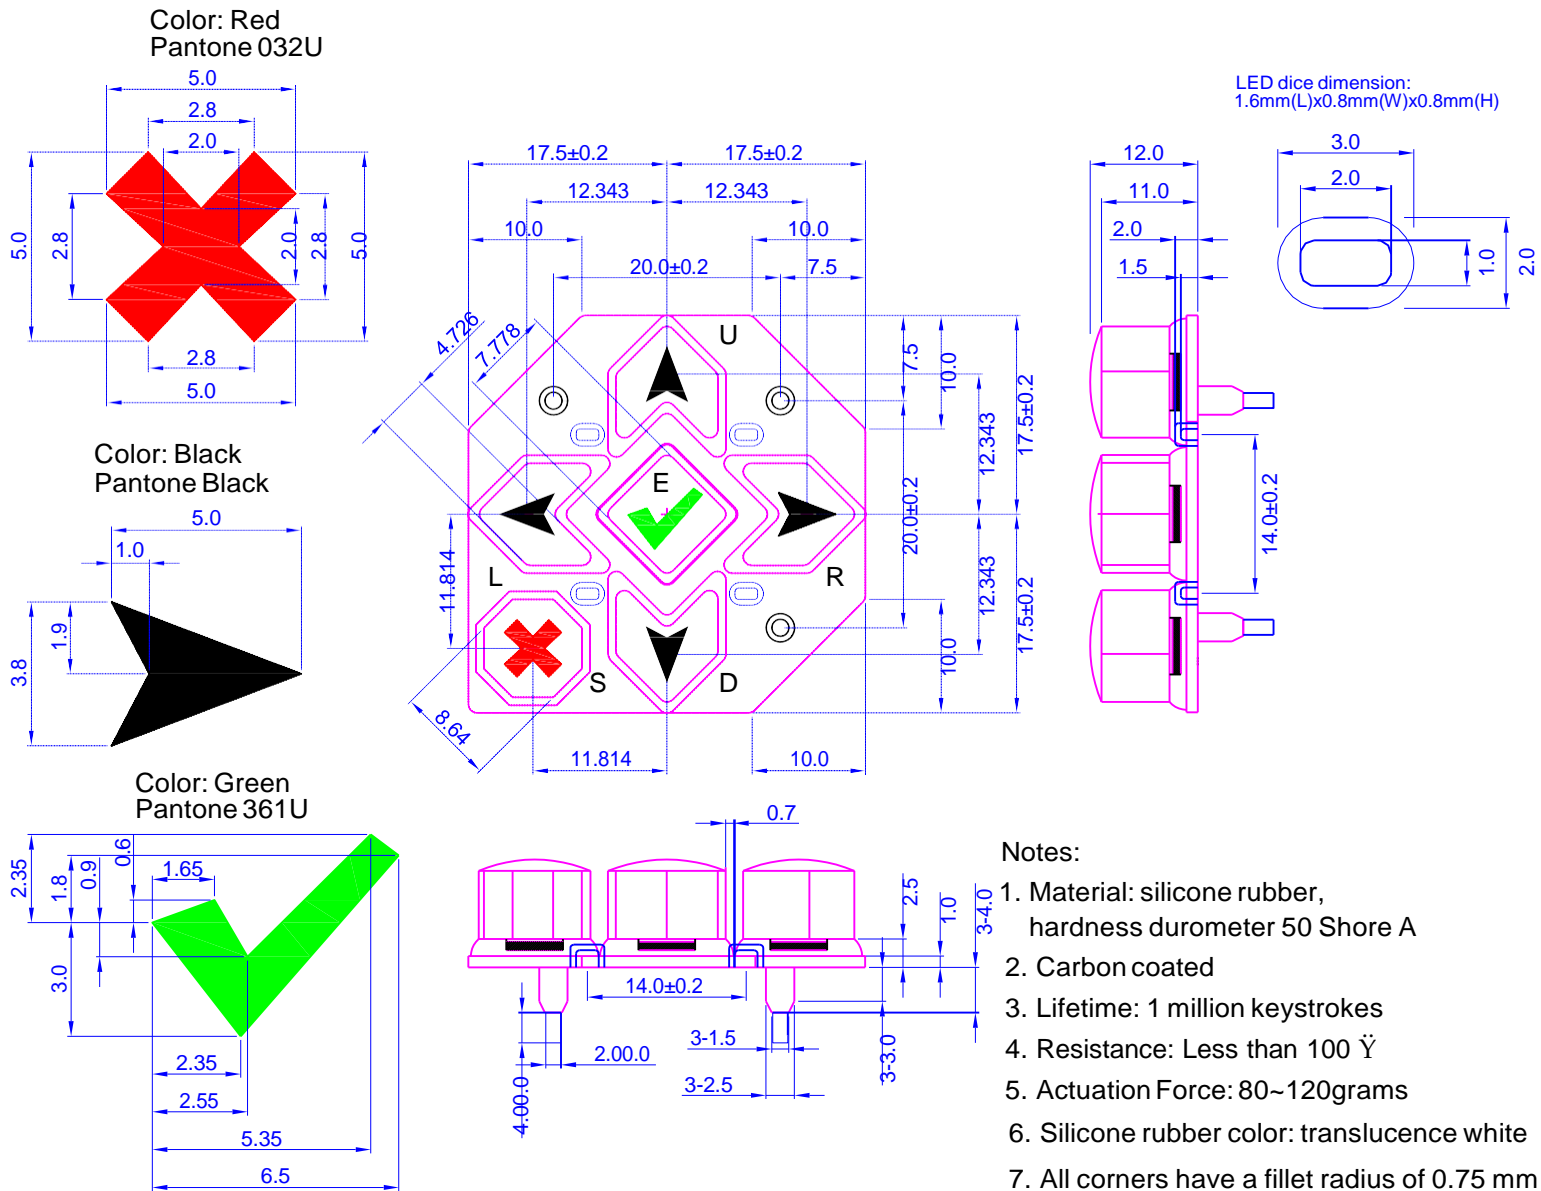 Color: Red
Pantone 032U
5.0
2.8
2.0
5.0
2.8
2.0
2.8
5.0
2.8
5.0
Color: Black
Pantone Black
5.0
1.0
1.9
3.8
Color: Green
Pantone 361U
2.35
1.8
0.9
0.6
1.65
3.0
2.35
2.55
5.35
6.5
17.5±0.2
17.5±0.2
12.343
12.343
10.0
10.0
20.0±0.2
7.5
4.726
7.778
U
E
L
R
S
D
7.5
10.0
17.5±0.2
12.343
20.0±0.2
12.343
17.5±0.2
10.0
11.814
8.64
11.814
10.0
12.0
11.0
2.0
1.5
14.0±0.2
LED dice dimension:
1.6mm(L)x0.8mm(W)x0.8mm(H)
3.0
2.0
1.0
2.0
0.7
2.5
1.0
3-4.0
14.0±0.2
3-1.5
2.00.0
3-2.5
4.00.0
3-3.0
Notes:
1. Material: silicone rubber,
hardness durometer 50 Shore A
2. Carbon coated
3. Lifetime: 1 million keystrokes
4. Resistance: Less than 100 Ÿ
5. Actuation Force: 80~120grams
6. Silicone rubber color: translucence white
7. All corners have a fillet radius of 0.75 mm